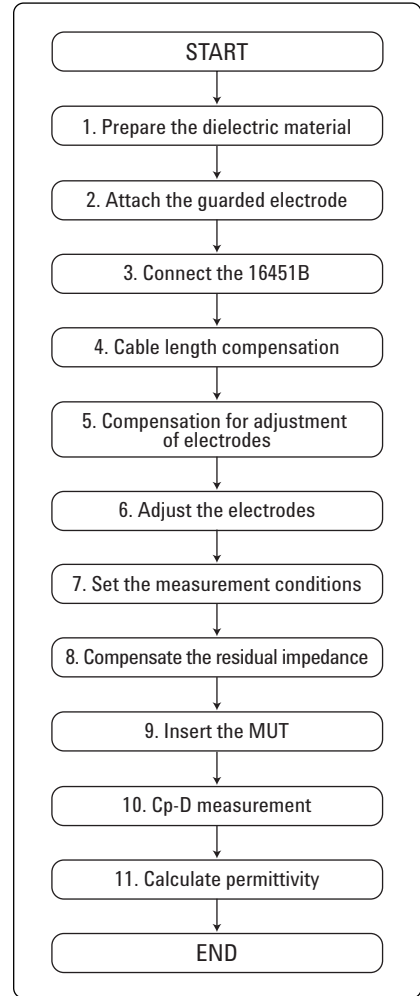 START
1. Prepare the dielectric material
2. Attach the guarded electrode
3. Connect the 16451B
4. Cable length compensation
5. Compensation for adjustment
of electrodes
6. Adjust the electrodes
7. Set the measurement conditions
8. Compensate the residual impedance
9. Insert the MUT
10. Cp-D measurement
11. Calculate permittivity
END